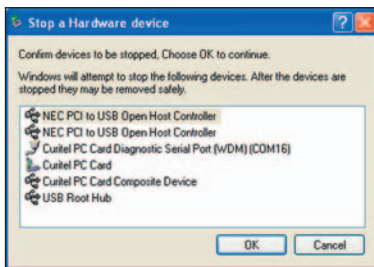 Stop a Hardware device
Confirm devices to be stopped, Choose OK to continue.
Windows will attempt to stop the following devices. After the devices are
stopped they may be removed safely.
NEC PCI to USB Open Host Controller
NEC PCI to USB Open Host Controller
Curitel PC Card Diagnostic Serial Port (WDM) (COM16)
Curitel PC Card
Curitel PC Card Composite Device
USB Root Hub
OK Cancel